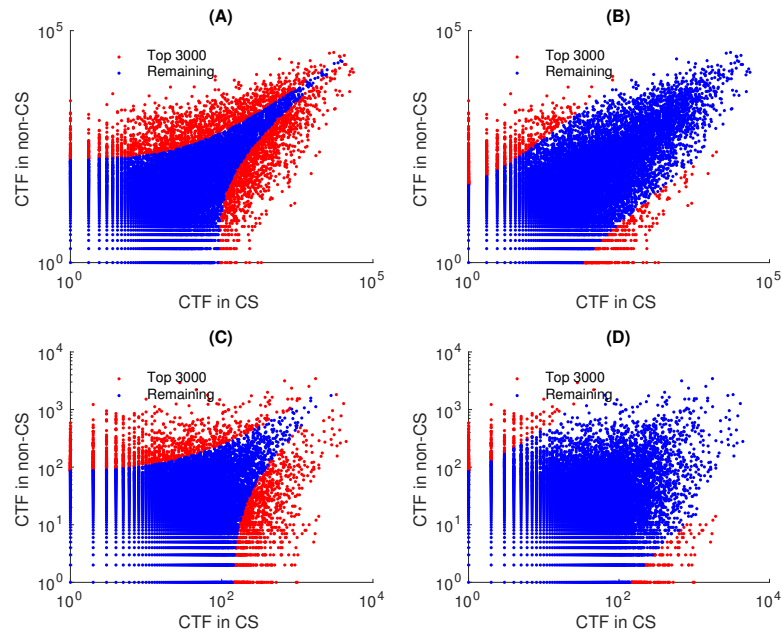 (A)
10^5
Top 3000
Remaining
CTF in non-CS
10^0
10^0
10^5
CTF in CS
(B)
10^5
Top 3000
Remaining
CTF in non-CS
10^0
10^0
10^5
CTF in CS
(C)
10^4
Top 3000
Remaining
10^3
CTF in non-CS
10^2
10^1
10^0
10^0
10^2
10^4
CTF in CS
(D)
10^4
Top 3000
Remaining
10^3
CTF in non-CS
10^2
10^1
10^0
10^0
10^2
10^4
CTF in CS